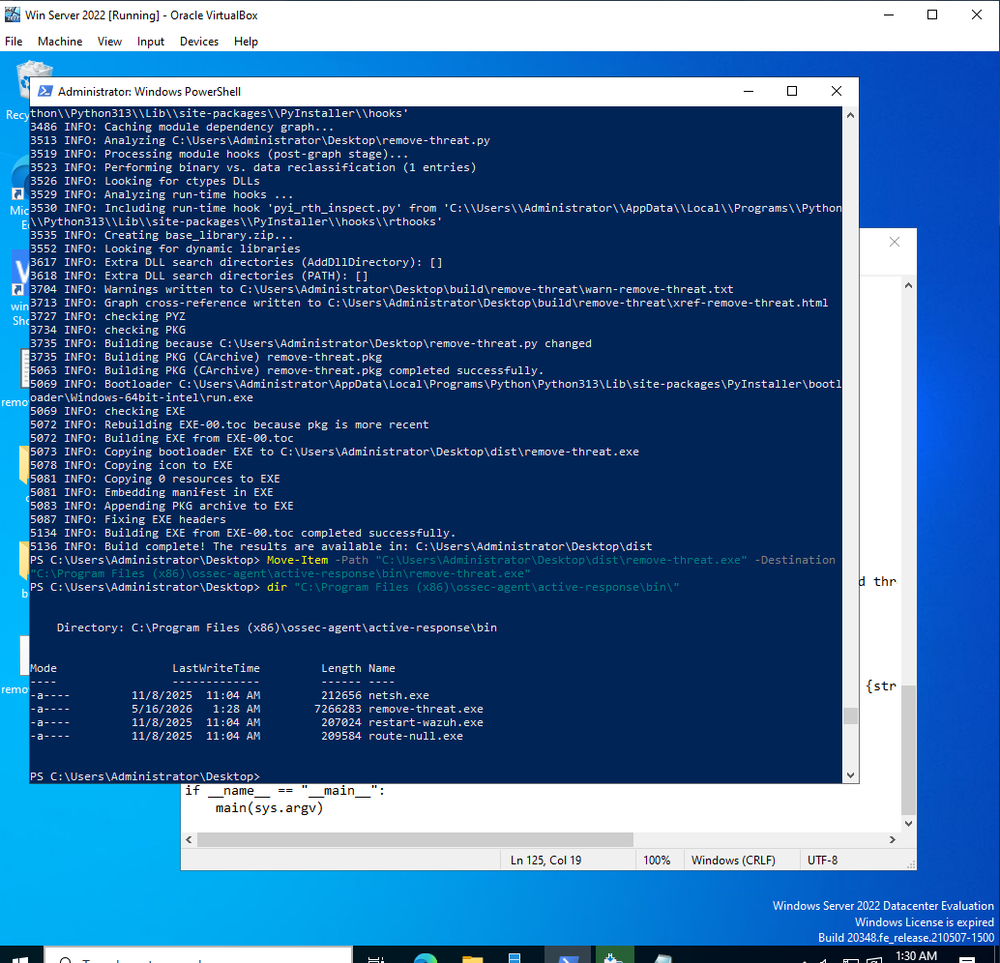 Win Server 2022 [Running] - Oracle VirtualBox
File Machine View Input Devices Help
Administrator: Windows PowerShell
thon\\Python313\\Lib\\site-packages\\PyInstaller\\hooks'
3486 INFO: Caching module dependency graph...
3513 INFO: Analyzing C:\Users\Administrator\Desktop\remove-threat.py
3519 INFO: Processing module hooks (post-graph stage)...
3523 INFO: Performing binary vs. data reclassification (1 entries)
3526 INFO: Looking for ctypes DLLs
3529 INFO: Analyzing run-time hooks ...
3530 INFO: Including run-time hook 'pyi_rth_inspect.py' from 'C:\\Users\\Administrator\\AppData\\Local\\Programs\\Python
\\Python313\\Lib\\site-packages\\PyInstaller\\hooks\\rthooks'
3535 INFO: Creating base_library.zip...
3552 INFO: Looking for dynamic libraries
3617 INFO: Extra DLL search directories (AddDllDirectory): []
3618 INFO: Extra DLL search directories (PATH): []
3704 INFO: Warnings written to C:\Users\Administrator\Desktop\build\remove-threat\warn-remove-threat.txt
3713 INFO: Graph cross-reference written to C:\Users\Administrator\Desktop\build\remove-threat\xref-remove-threat.html
3727 INFO: checking PYZ
3734 INFO: checking PKG
3735 INFO: Building because C:\Users\Administrator\Desktop\remove-threat.py changed
3735 INFO: Building PKG (CArchive) remove-threat.pkg
5063 INFO: Building PKG (CArchive) remove-threat.pkg completed successfully.
5069 INFO: Bootloader C:\Users\Administrator\AppData\Local\Programs\Python\Python313\Lib\site-packages\PyInstaller\bootl
oader\Windows-64bit-intel\run.exe
5069 INFO: checking EXE
5072 INFO: Rebuilding EXE-00.toc because pkg is more recent
5072 INFO: Building EXE from EXE-00.toc
5073 INFO: Copying bootloader EXE to C:\Users\Administrator\Desktop\dist\remove-threat.exe
5078 INFO: Copying icon to EXE
5081 INFO: Copying 0 resources to EXE
5081 INFO: Embedding manifest in EXE
5083 INFO: Appending PKG archive to EXE
5087 INFO: Fixing EXE headers
5134 INFO: Building EXE from EXE-00.toc completed successfully.
5136 INFO: Build complete! The results are available in: C:\Users\Administrator\Desktop\dist
PS C:\Users\Administrator\Desktop> Move-Item -Path "C:\Users\Administrator\Desktop\dist\remove-threat.exe" -Destination
"C:\Program Files (x86)\ossec-agent\active-response\bin\remove-threat.exe"
PS C:\Users\Administrator\Desktop> dir "C:\Program Files (x86)\ossec-agent\active-response\bin\"
Directory: C:\Program Files (x86)\ossec-agent\active-response\bin
Mode LastWriteTime Length Name
---- ------------- ------ ----
-a---- 11/8/2025 11:04 AM 212656 netsh.exe
-a---- 5/16/2026 1:28 AM 7266283 remove-threat.exe
-a---- 11/8/2025 11:04 AM 207024 restart-wazuh.exe
-a---- 11/8/2025 11:04 AM 209584 route-null.exe
PS C:\Users\Administrator\Desktop>
Recy
Mic
E
win
Sho
remo
b
remo
d thr
{str
if __name__ == "__main__":
main(sys.argv)
Ln 125, Col 19 100% Windows (CRLF) UTF-8
Windows Server 2022 Datacenter Evaluation
Windows License is expired
Build 20348.fe_release.210507-1500
1:30 AM